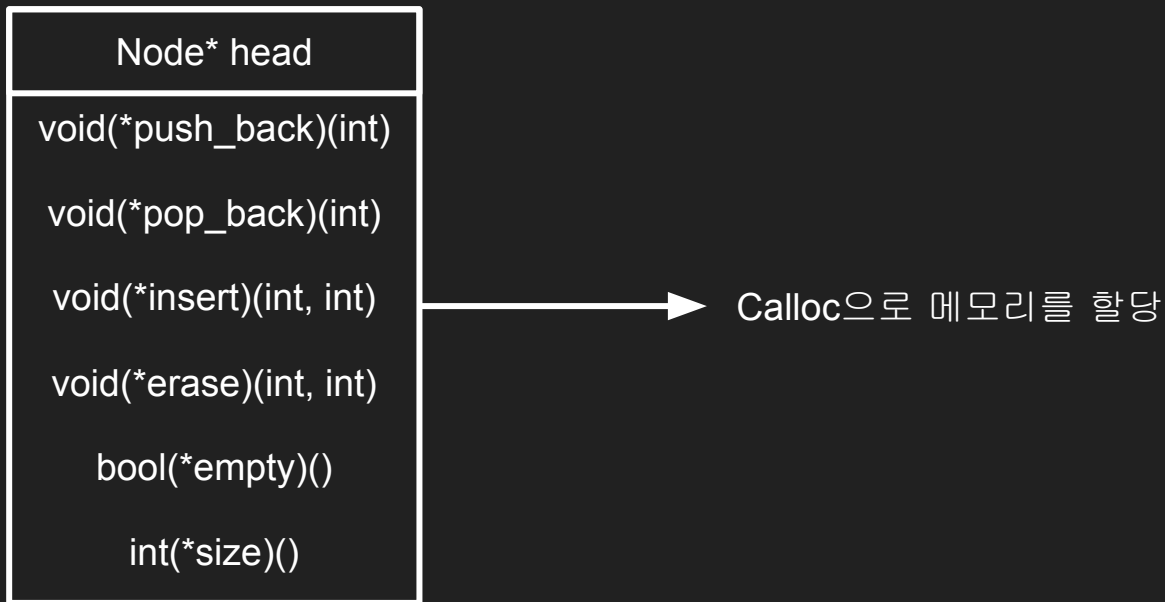 Node* head
void(*push_back)(int)
void(*pop_back)(int)
void(*insert)(int, int)
Calloc으로 메모리를 할당
void(*erase)(int, int)
bool(*empty)()
int(*size)()